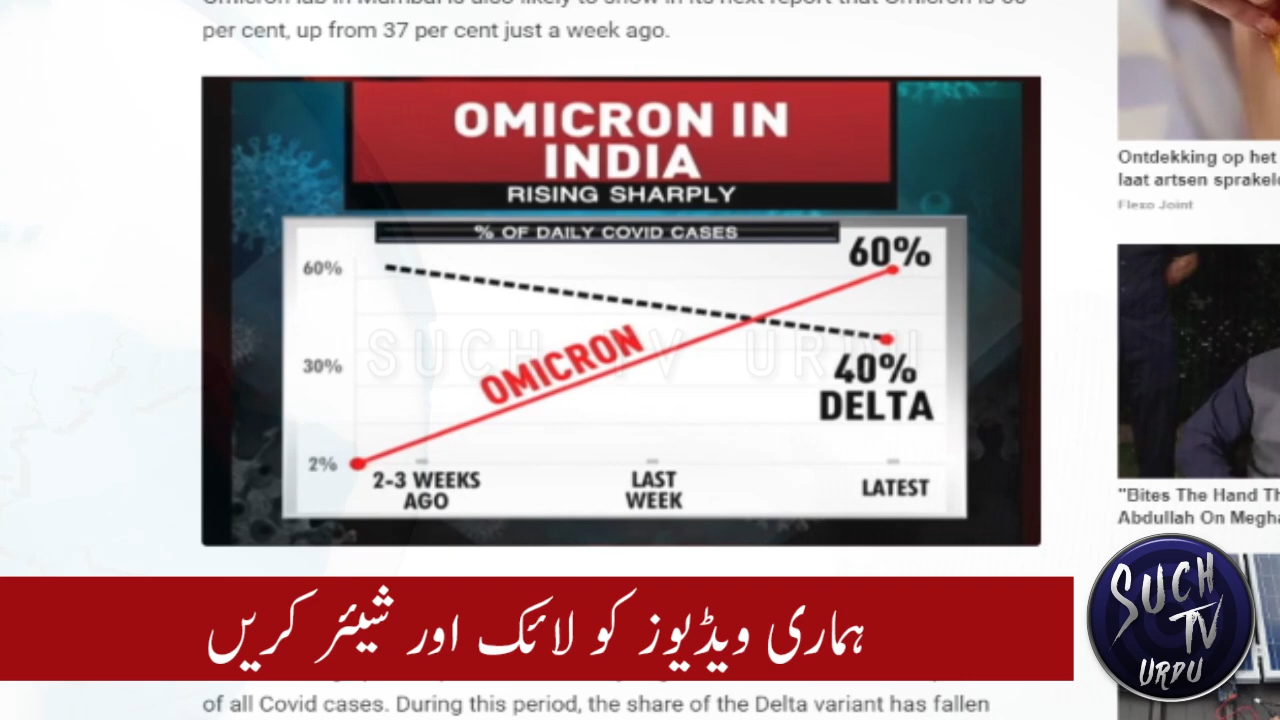 per cent, up from 37 per cent just a week ago.
OMICRON IN
INDIA
RISING SHARPLY
% OF DAILY COVID CASES
60%
60%
30%
2%
OMICRON
40%
DELTA
SUCH TV URDU
2-3 WEEKS
AGO
LAST
WEEK
LATEST
Ontdekking op het
laat artsen
Flexo Joint
"Bites The Hand
Abdullah On
ہماری ویڈیوز کو لائک اور شیئر کریں
SUCH
TV
URDU
of all Covid cases. During this period, the share of the Delta variant has fallen